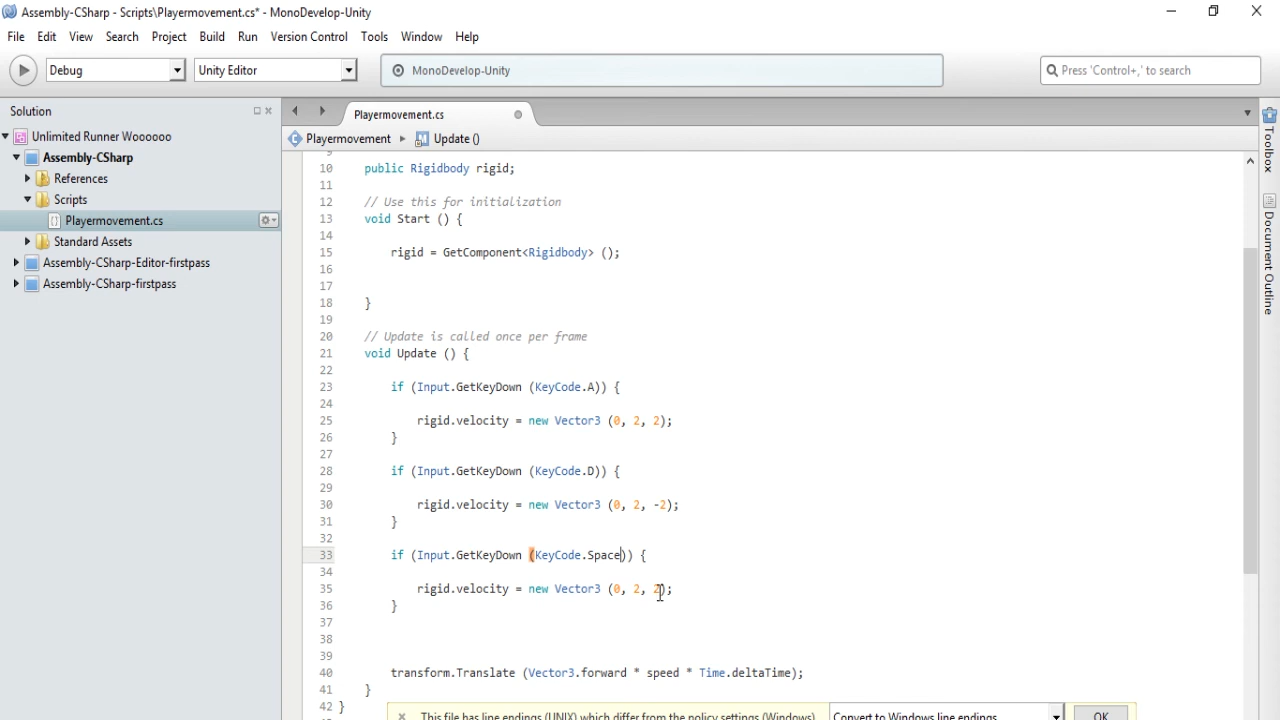 Assembly-CSharp - Scripts\Playermovement.cs* - MonoDevelop-Unity
File Edit View Search Project Build Run Version Control Tools Window Help
Debug Unity Editor MonoDevelop-Unity Press 'Control+,' to search
Solution Playermovement.cs
Unlimited Runner Woooooo Playermovement Update ()
Assembly-CSharp
References
Scripts
Playermovement.cs
Standard Assets
Assembly-CSharp-Editor-firstpass
Assembly-CSharp-firstpass
10 public Rigidbody rigid;
11
12 // Use this for initialization
13 void Start () {
14
15 rigid = GetComponent<Rigidbody> ();
16
17
18 }
19
20 // Update is called once per frame
21 void Update () {
22
23 if (Input.GetKeyDown (KeyCode.A)) {
24
25 rigid.velocity = new Vector3 (0, 2, 2);
26 }
27
28 if (Input.GetKeyDown (KeyCode.D)) {
29
30 rigid.velocity = new Vector3 (0, 2, -2);
31 }
32
33 if (Input.GetKeyDown (KeyCode.Space)) {
34
35 rigid.velocity = new Vector3 (0, 2, 2);
36 }
37
38
39
40 transform.Translate (Vector3.forward * speed * Time.deltaTime);
41 }
42 }
This file has line endings (UNIX) which differ from the policy settings (Windows). Convert to Windows line endings OK
Toolbox
Document Outline